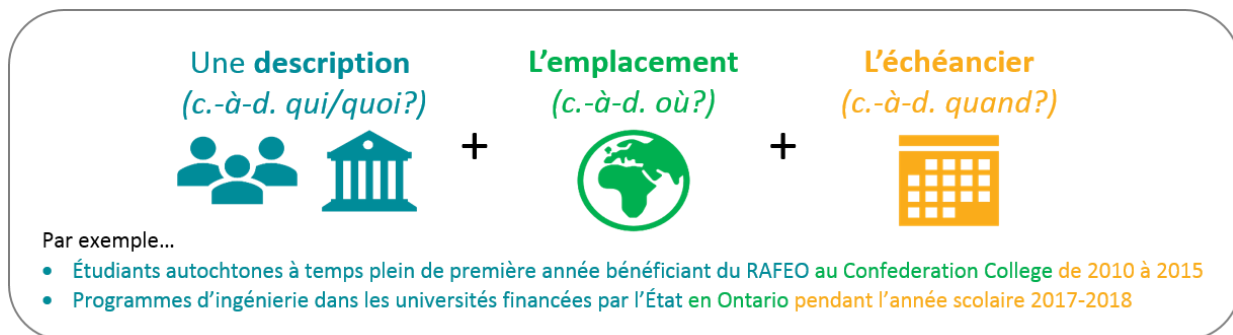 Une description
(c.-à-d. qui/quoi?)
+
L'emplacement
(c.-à-d. où?)
+
L'échéancier
(c.-à-d. quand?)
Par exemple...
• Étudiants autochtones à temps plein de première année bénéficiant du RAFEO au Confederation College de 2010 à 2015
• Programmes d'ingénierie dans les universités financées par l'État en Ontario pendant l'année scolaire 2017-2018